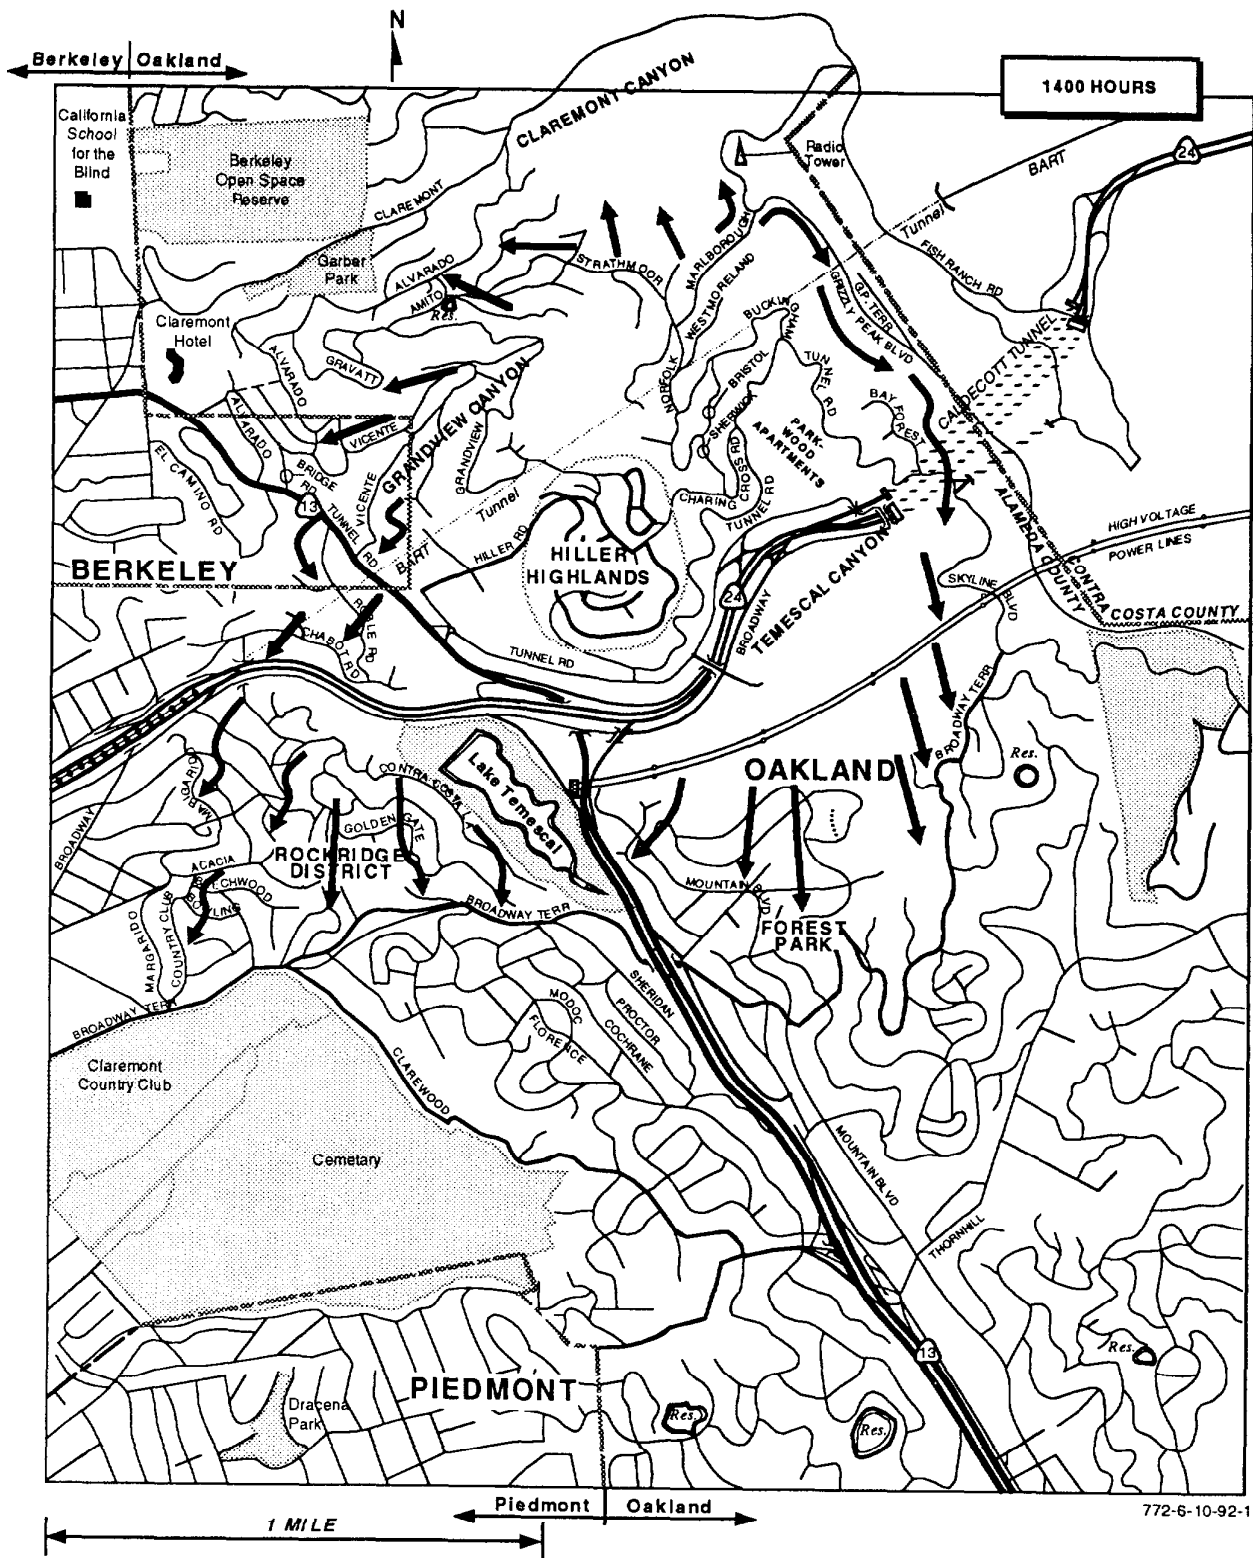 N
Berkeley Oakland
1400 HOURS
California
School
for the
Blind
Berkeley
Open Space
Reserve
CLAREMONT CANYON
Radio
Tower
24
BART
Tunnel
CLAREMONT
Garber
Park
ALVARADO
AMITO
Res.
STRATHMOOR
MARLBOROUGH
WESTMORELAND
NORFOLK
GRIZZLY PEAK BLVD
G.P. TERR
FISH RANCH RD
CALDECOTT TUNNEL
Claremont
Hotel
ALVARADO
GRAVATT
BUCKINGHAM
BRISTOL
SHERWICK
TUNNEL RD
BAY FOREST
PARK-
WOOD
APARTMENTS
ALVARADO
VICENTE
GRANDVIEW CANYON
GRANDVIEW
EL CAMINO RD
BRIDGE
RD
13
TUNNEL
RD
VICENTE
CHARING
CROSS RD
TUNNEL RD
Tunnel
BART
HILLER RD
HILLER
HIGHLANDS
BERKELEY
24
BROADWAY
TEMESCAL CANYON
ALAMEDA
COUNTY
CONTRA
COSTA COUNTY
HIGH VOLTAGE
POWER LINES
SKYLINE
BLVD
ROBLE RD
CHABOT RD
TUNNEL RD
BROADWAY TERR
Res.
OAKLAND
MARGARIDO
CONTRA COSTA
Lake Temescal
BROADWAY
GOLDEN GATE
ROCKRIDGE
DISTRICT
ACACIA
BEECHWOOD
BOWLING
MARGARIDO
COUNTRY CLUB
BROADWAY TERR
MOUNTAIN BLVD
FOREST
PARK
BROADWAY TERR
SHERIDAN
PROCTOR
COCHRANE
MODOC
FLORENCE
CLAREWOOD
Claremont
Country Club
Cemetary
MOUNTAIN BLVD
THORNHILL
13
Res.
PIEDMONT
Dracena
Park
Res.
Res.
Piedmont Oakland
772-6-10-92-1
1 MILE